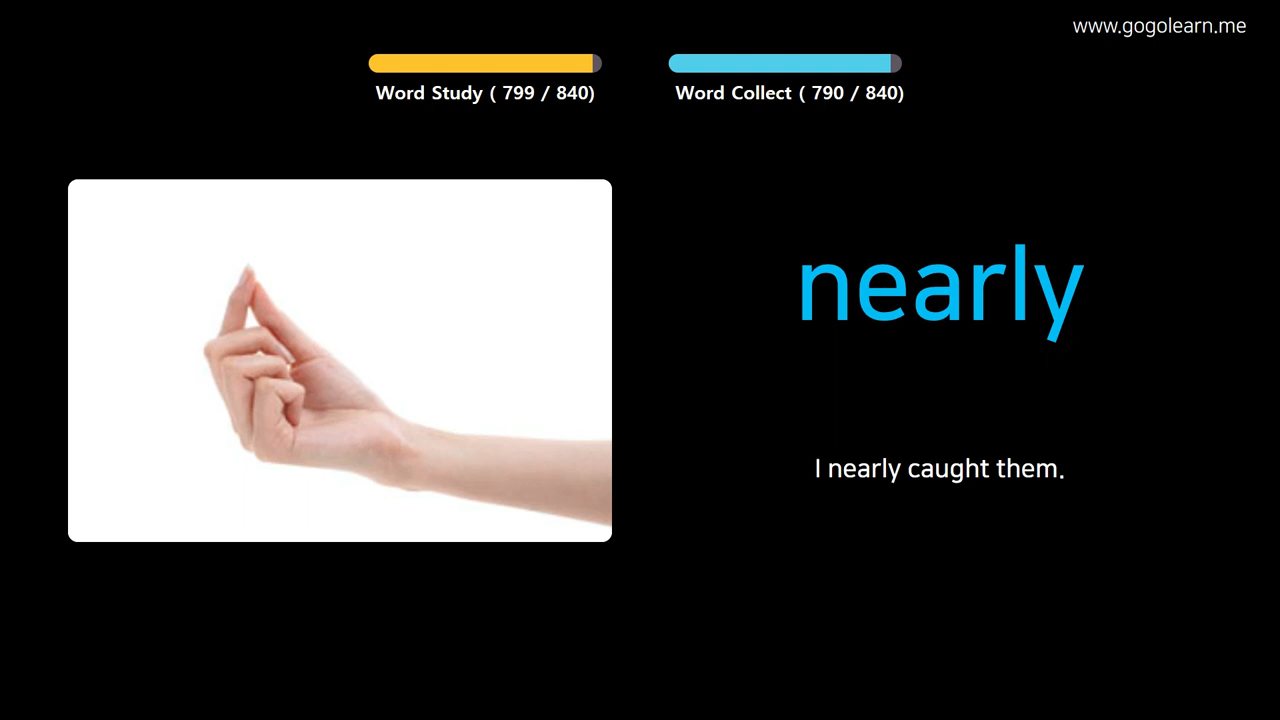 www.gogolearn.me
Word Study ( 799 / 840)
Word Collect ( 790 / 840)
nearly
I nearly caught them.